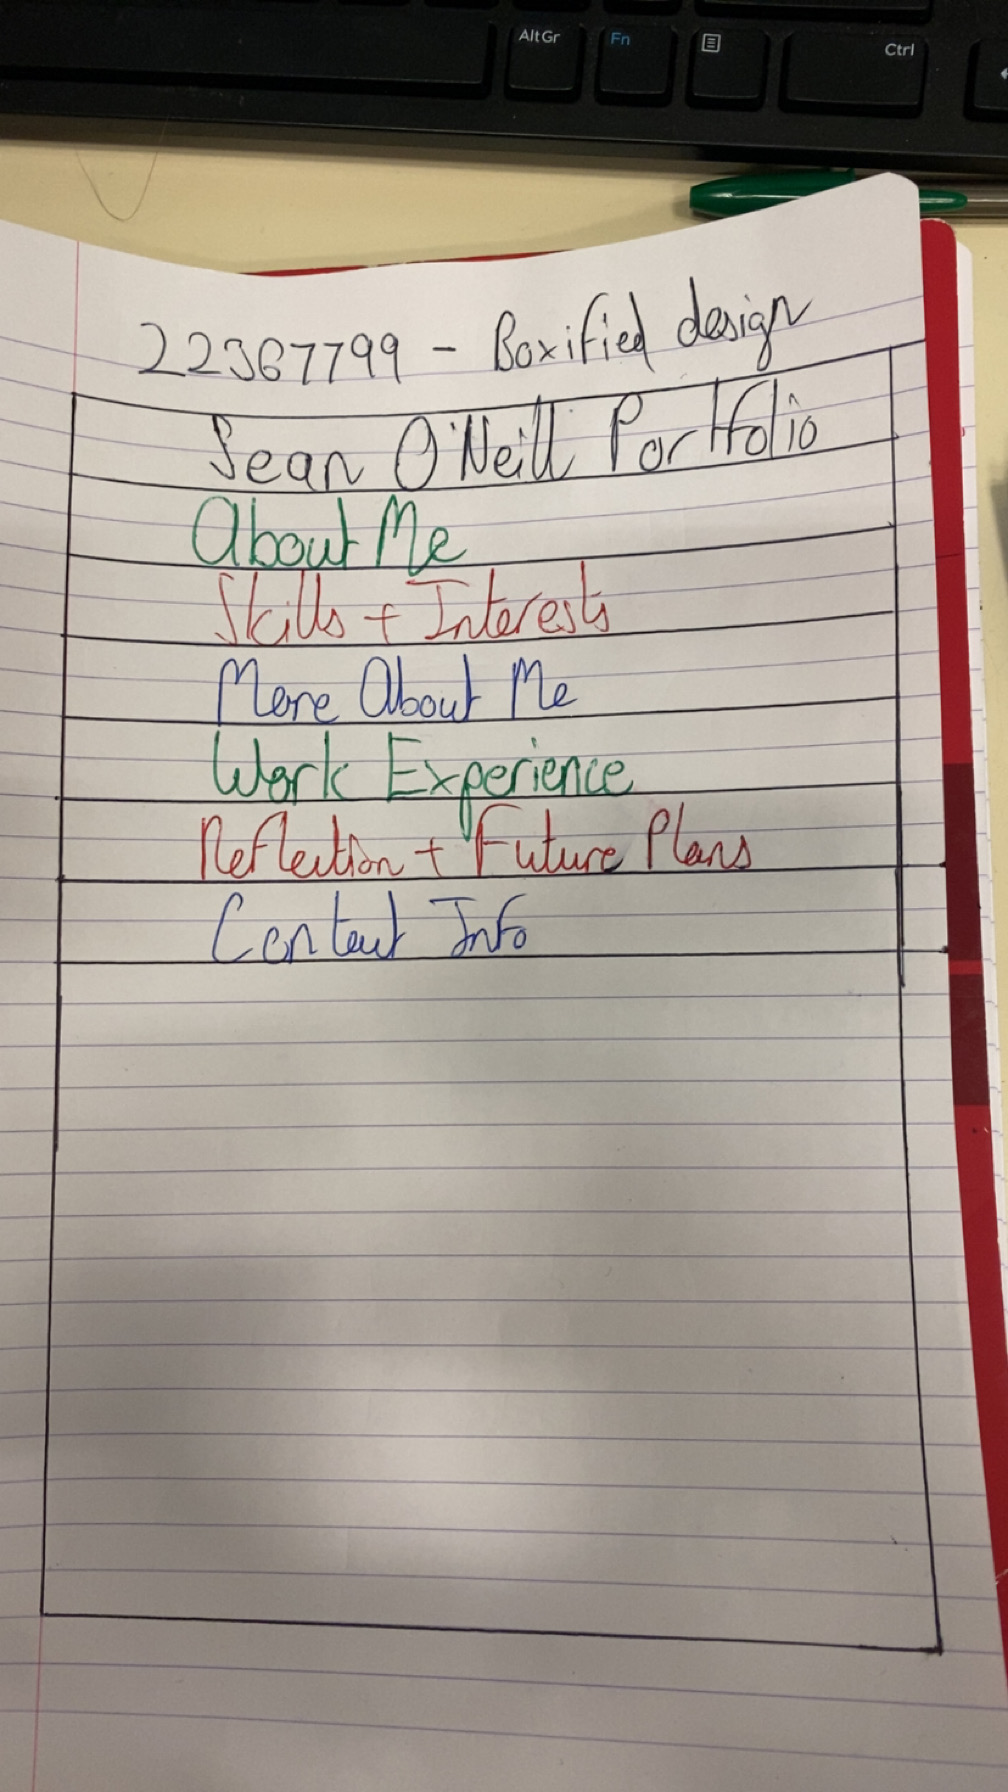 AltGr
Fn
Ctrl
22367799 - Boxified design
Sean O'Neill Portfolio
About Me
Skills + Interests
More About Me
Work Experience
Reflection + Future Plans
Contact Info